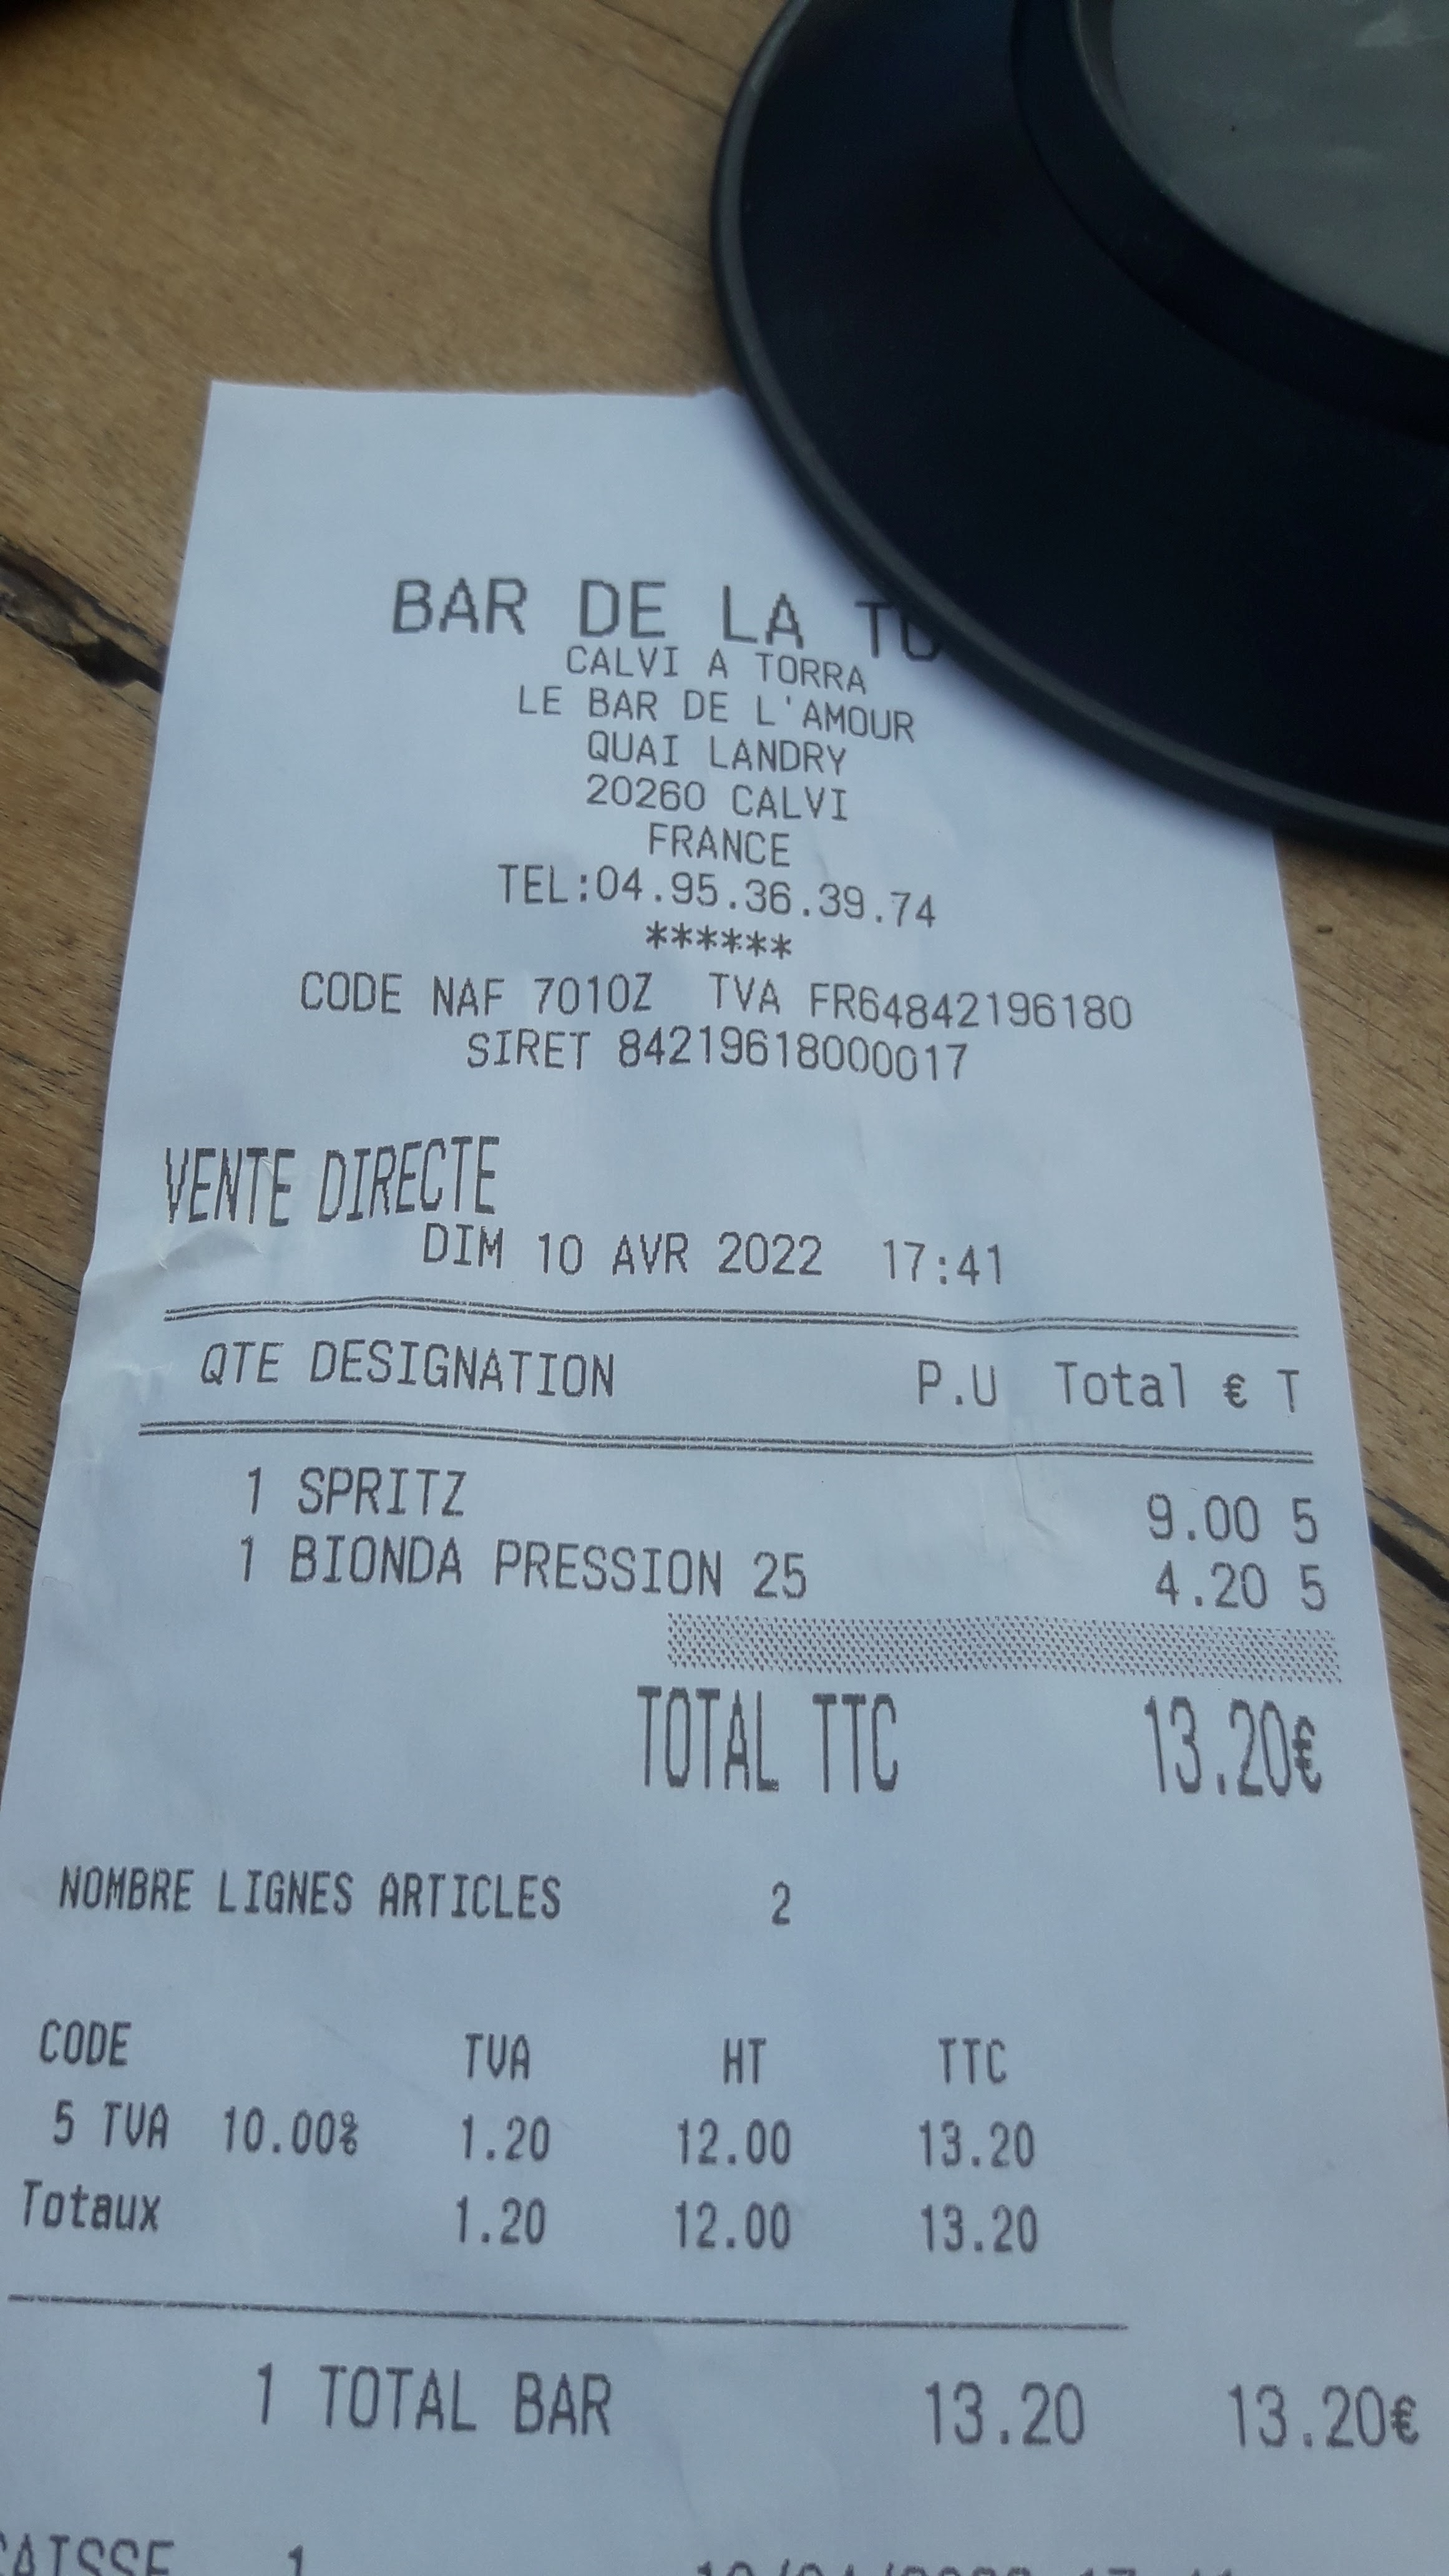 BAR DE LA TO
CALVI A TORRA
LE BAR DE L'AMOUR
QUAI LANDRY
20260 CALVI
FRANCE
TEL:04.95.36.39.74
******
CODE NAF 7010Z TVA FR64842196180
SIRET 84219618000017
VENTE DIRECTE
DIM 10 AVR 2022 17:41
QTE DESIGNATION P.U Total € T
1 SPRITZ 9.00 5
1 BIONDA PRESSION 25 4.20 5
TOTAL TTC 13.20€
NOMBRE LIGNES ARTICLES 2
CODE TVA HT TTC
5 TVA 10.00% 1.20 12.00 13.20
Totaux 1.20 12.00 13.20
1 TOTAL BAR 13.20 13.20€
CAISSE 1